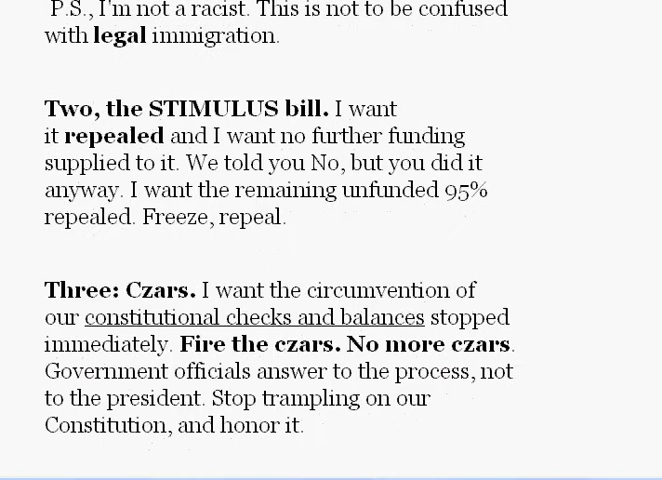 P.S., I'm not a racist. This is not to be confused
with legal immigration.
Two, the STIMULUS bill. I want
it repealed and I want no further funding
supplied to it. We told you No, but you did it
anyway. I want the remaining unfunded 95%
repealed. Freeze, repeal.
Three: Czars. I want the circumvention of
our constitutional checks and balances stopped
immediately. Fire the czars. No more czars.
Government officials answer to the process, not
to the president. Stop trampling on our
Constitution, and honor it.